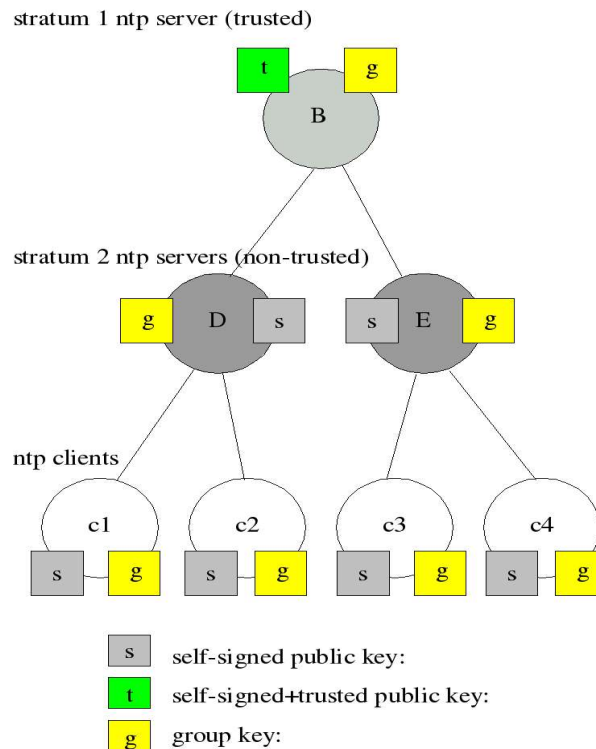 stratum 1 ntp server (trusted)
t g
B
stratum 2 ntp servers (non-trusted)
g D s s E g
ntp clients
c1 c2 c3 c4
s g s g s g s g
s self-signed public key:
t self-signed+trusted public key:
g group key: